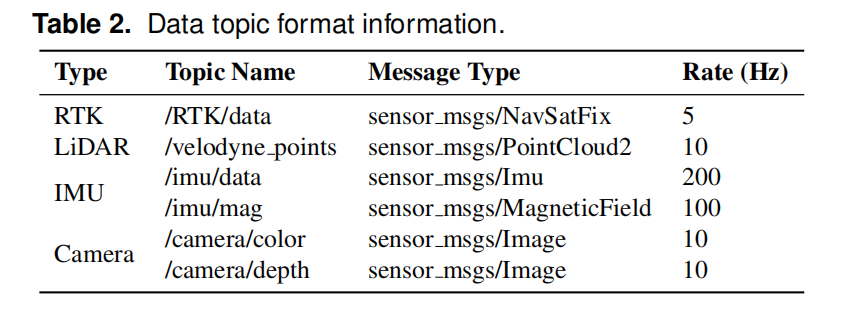 Table 2. Data topic format information.
Type Topic Name Message Type Rate (Hz)
RTK /RTK/data sensor_msgs/NavSatFix 5
LiDAR /velodyne_points sensor_msgs/PointCloud2 10
IMU /imu/data sensor_msgs/Imu 200
/imu/mag sensor_msgs/MagneticField 100
Camera /camera/color sensor_msgs/Image 10
/camera/depth sensor_msgs/Image 10